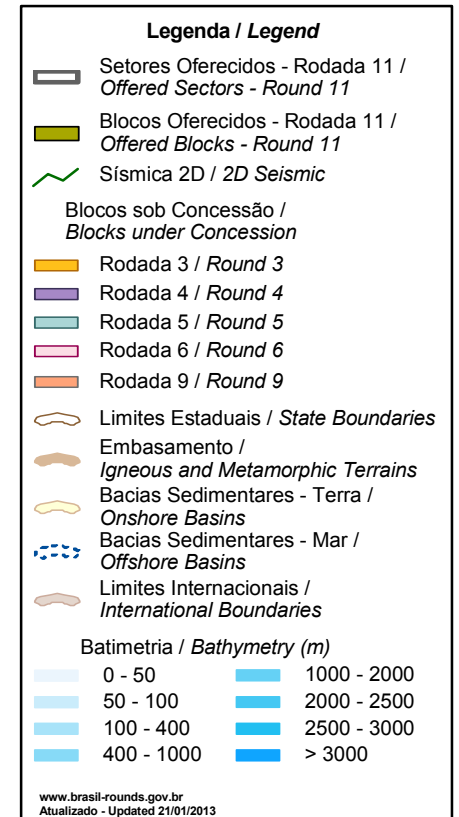 Legenda / Legend
Setores Oferecidos - Rodada 11 /
Offered Sectors - Round 11
Blocos Oferecidos - Rodada 11 /
Offered Blocks - Round 11
Sísmica 2D / 2D Seismic
Blocos sob Concessão /
Blocks under Concession
Rodada 3 / Round 3
Rodada 4 / Round 4
Rodada 5 / Round 5
Rodada 6 / Round 6
Rodada 9 / Round 9
Limites Estaduais / State Boundaries
Embasamento /
Igneous and Metamorphic Terrains
Bacias Sedimentares - Terra /
Onshore Basins
Bacias Sedimentares - Mar /
Offshore Basins
Limites Internacionais /
International Boundaries
Batimetria / Bathymetry (m)
0 - 50
50 - 100
100 - 400
400 - 1000
1000 - 2000
2000 - 2500
2500 - 3000
> 3000
www.brasil-rounds.gov.br
Atualizado - Updated 21/01/2013